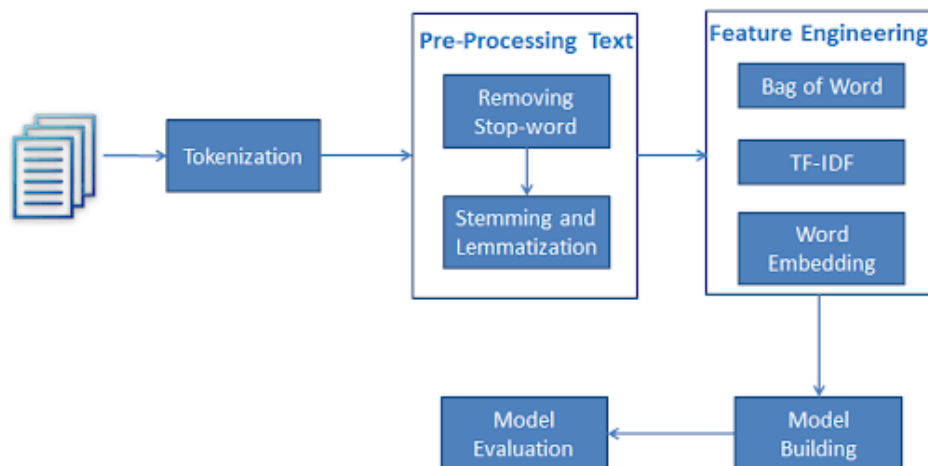 Tokenization
Pre-Processing Text
Removing
Stop-word
Stemming and
Lemmatization
Feature Engineering
Bag of Word
TF-IDF
Word
Embedding
Model
Building
Model
Evaluation